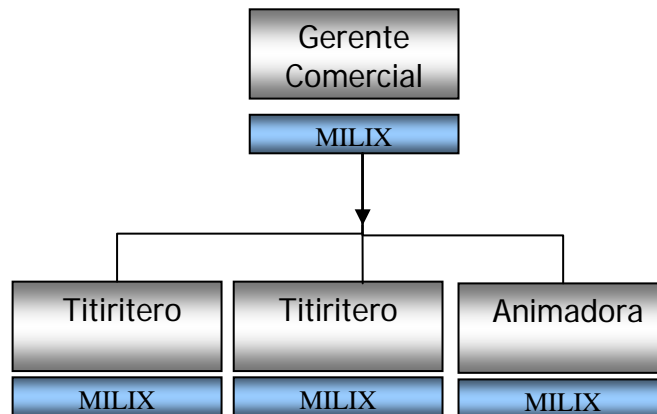 Gerente
Comercial
MILIX
Titiritero
Titiritero
Animadora
MILIX
MILIX
MILIX